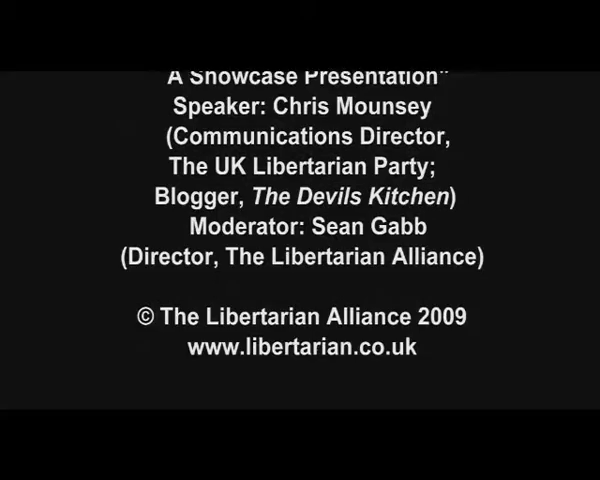 A Showcase Presentation"
Speaker: Chris Mounsey
(Communications Director,
The UK Libertarian Party;
Blogger, The Devils Kitchen)
Moderator: Sean Gabb
(Director, The Libertarian Alliance)
© The Libertarian Alliance 2009
www.libertarian.co.uk